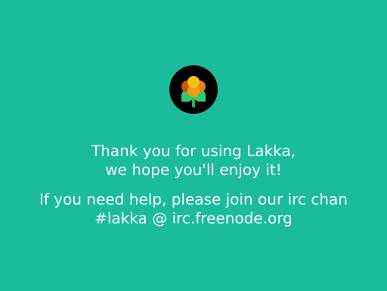 Thank you for using Lakka,
we hope you'll enjoy it!
If you need help, please join our irc chan
#lakka @ irc.freenode.org